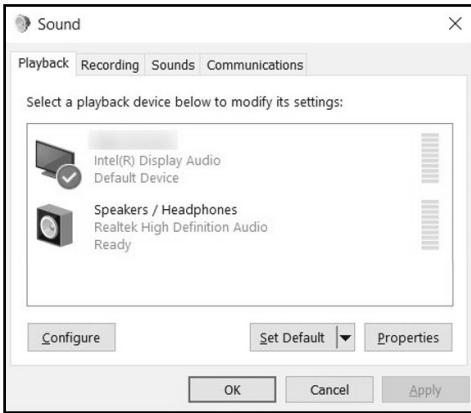 Sound
Playback Recording Sounds Communications
Select a playback device below to modify its settings:
Intel(R) Display Audio
Default Device
Speakers / Headphones
Realtek High Definition Audio
Ready
Configure Set Default Properties
OK Cancel Apply